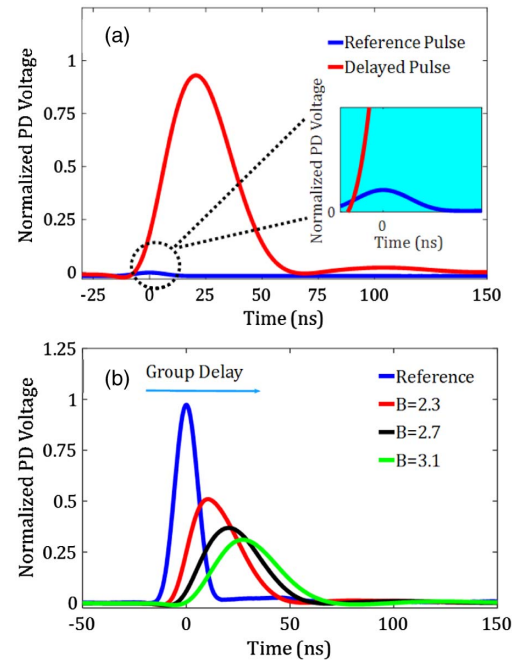 (a)
Reference Pulse
Delayed Pulse
Normalized PD Voltage
1
0.75
0.5
0.25
0
-25
0
25
50
75
100
150
Time (ns)
Normalized PD Voltage
0
0
Time (ns)
(b)
Group Delay
Reference
B=2.3
B=2.7
B=3.1
Normalized PD Voltage
1
0.75
0.5
0.25
0
-50
0
50
100
150
Time (ns)